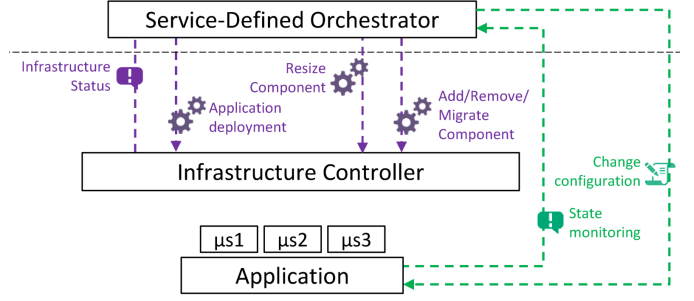 Service-Defined Orchestrator
Infrastructure
Status
Application
deployment
Resize
Component
Add/Remove/
Migrate
Component
Infrastructure Controller
Change
configuration
State
monitoring
µs1
µs2
µs3
Application